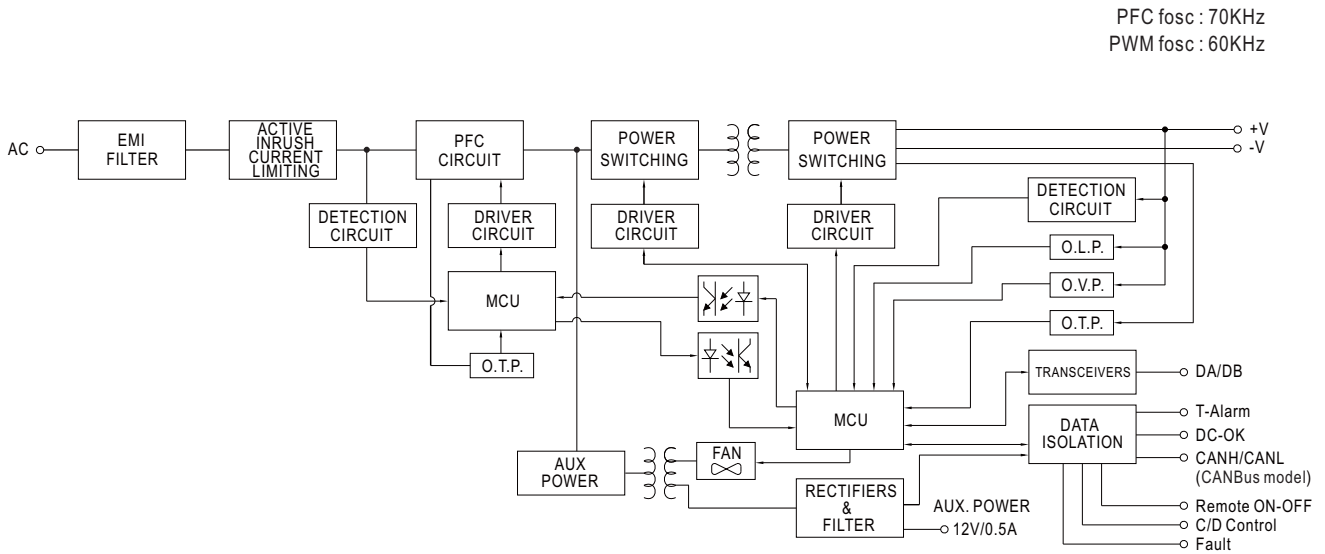 PFC fosc : 70KHz
PWM fosc : 60KHz
AC
EMI
FILTER
ACTIVE
INRUSH
CURRENT
LIMITING
PFC
CIRCUIT
POWER
SWITCHING
POWER
SWITCHING
+V
-V
DETECTION
CIRCUIT
DRIVER
CIRCUIT
DRIVER
CIRCUIT
DRIVER
CIRCUIT
DETECTION
CIRCUIT
O.L.P.
O.V.P.
O.T.P.
MCU
O.T.P.
TRANSCEIVERS
DA/DB
MCU
DATA
ISOLATION
T-Alarm
DC-OK
CANH/CANL
(CANBus model)
Remote ON-OFF
C/D Control
Fault
AUX
POWER
FAN
RECTIFIERS
&
FILTER
AUX. POWER
12V/0.5A